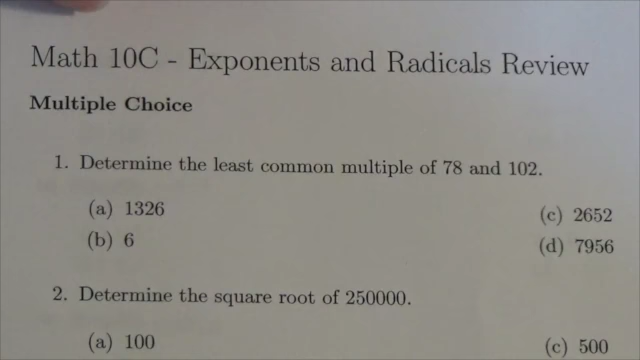 Math 10C - Exponents and Radicals Review
Multiple Choice
1. Determine the least common multiple of 78 and 102.
(a) 1326
(c) 2652
(b) 6
(d) 7956
2. Determine the square root of 250000.
(a) 100
(c) 500